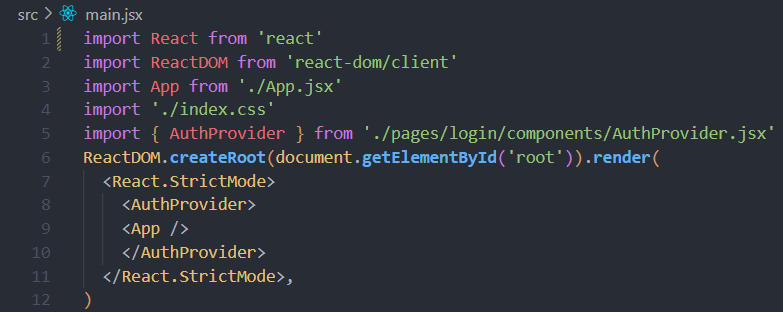 src > main.jsx
1 import React from 'react'
2 import ReactDOM from 'react-dom/client'
3 import App from './App.jsx'
4 import './index.css'
5 import { AuthProvider } from './pages/login/components/AuthProvider.jsx'
6 ReactDOM.createRoot(document.getElementById('root')).render(
7   <React.StrictMode>
8     <AuthProvider>
9     <App />
10     </AuthProvider>
11   </React.StrictMode>,
12 )